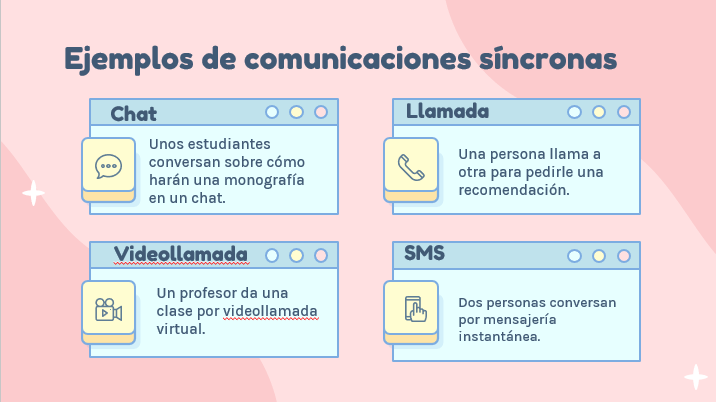 Ejemplos de comunicaciones síncronas
Chat
Unos estudiantes
conversan sobre cómo
harán una monografía
en un chat.
Llamada
Una persona llama a
otra para pedirle una
recomendación.
Videollamada
Un profesor da una
clase por videollamada
virtual.
SMS
Dos personas conversan
por mensajería
instantánea.